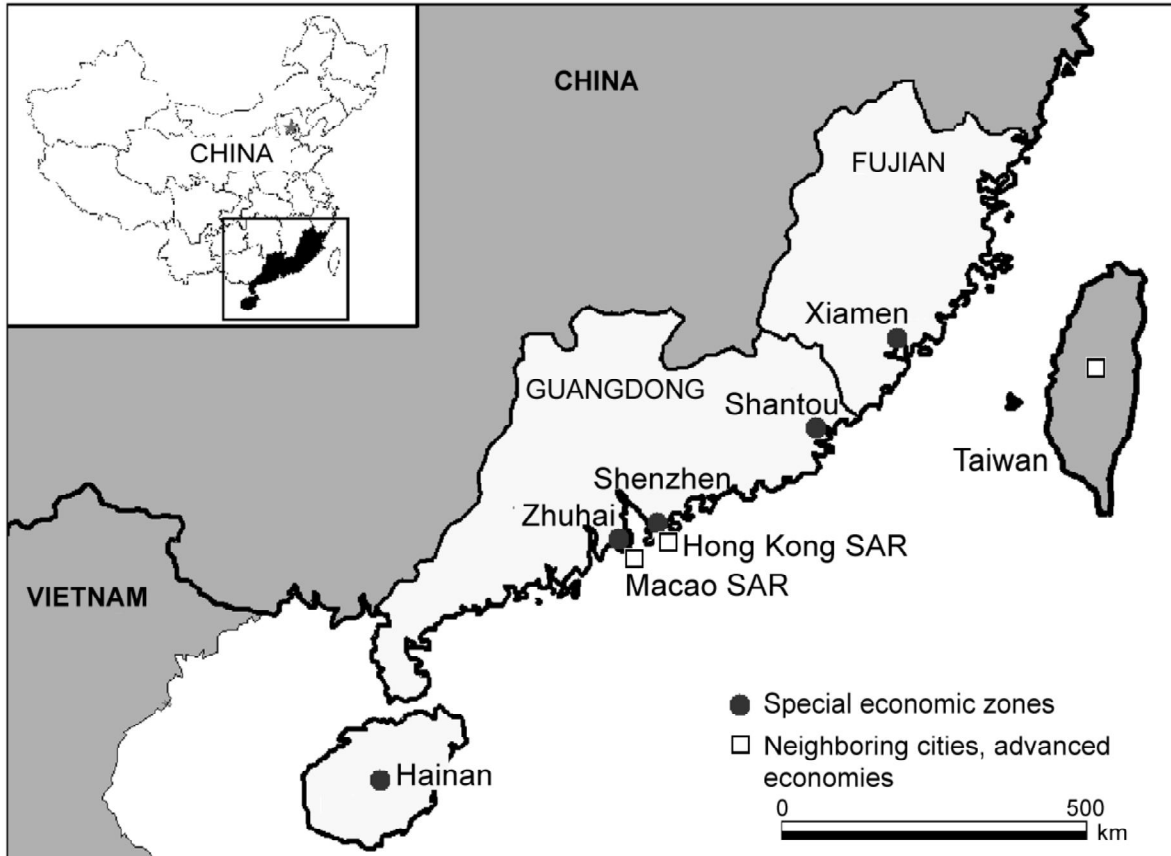 CHINA
CHINA
FUJIAN
Xiamen
GUANGDONG
Shantou
Taiwan
Shenzhen
Zhuhai
Hong Kong SAR
Macao SAR
VIETNAM
Hainan
Special economic zones
Neighboring cities, advanced
economies
0 500
km